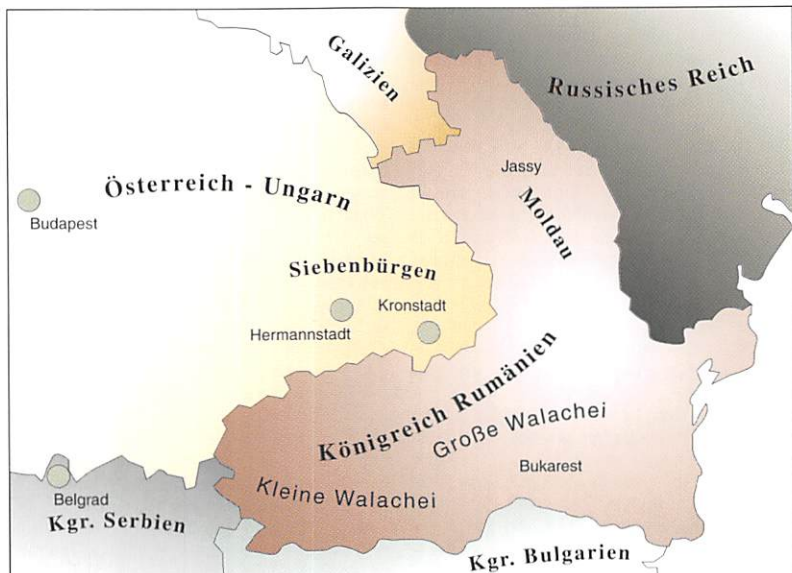 Galizien
Russisches Reich
Jassy
Österreich - Ungarn
Moldau
Budapest
Siebenbürgen
Kronstadt
Hermannstadt
Königreich Rumänien
Große Walachei
Bukarest
Kleine Walachei
Belgrad
Kgr. Serbien
Kgr. Bulgarien